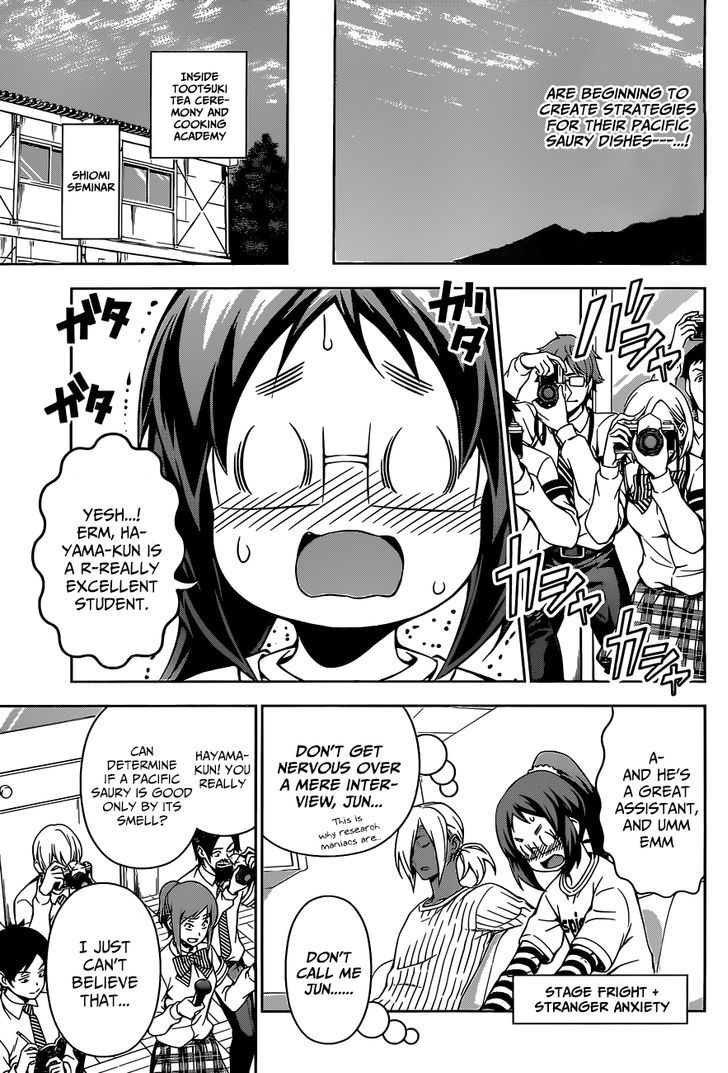 ARE BEGINNING TO
CREATE STRATEGIES
FOR THEIR PACIFIC
SAURY DISHES---...!
INSIDE
TOOTSUKI
TEA CERE-
MONY AND
COOKING
ACADEMY
SHIOMI
SEMINAR
カシャ
カシャ
カシャ
ガタ
ガタ
ガタ
YESH...!
ERM, HA-
YAMA-KUN IS
A R-REALLY
EXCELLENT
STUDENT.
A-
AND HE'S
A GREAT
ASSISTANT,
AND UMM
EMM
DON'T GET
NERVOUS OVER
A MERE INTER-
VIEW, JUN...
This is
why research
maniacs are...
DON'T
CALL ME
JUN......
spice
STAGE FRIGHT +
STRANGER ANXIETY
HAYAMA-
KUN! YOU
REALLY
CAN
DETERMINE
IF A PACIFIC
SAURY IS GOOD
ONLY BY ITS
SMELL?
I JUST
CAN'T
BELIEVE
THAT...